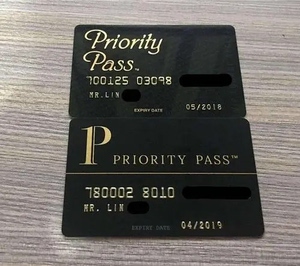 Priority
Pass™
700125 03098
MR. LIN
EXPIRY DATE
05/2018
P PRIORITY PASS™
780002 8010
MR. LIN
EXPIRY DATE
04/2019